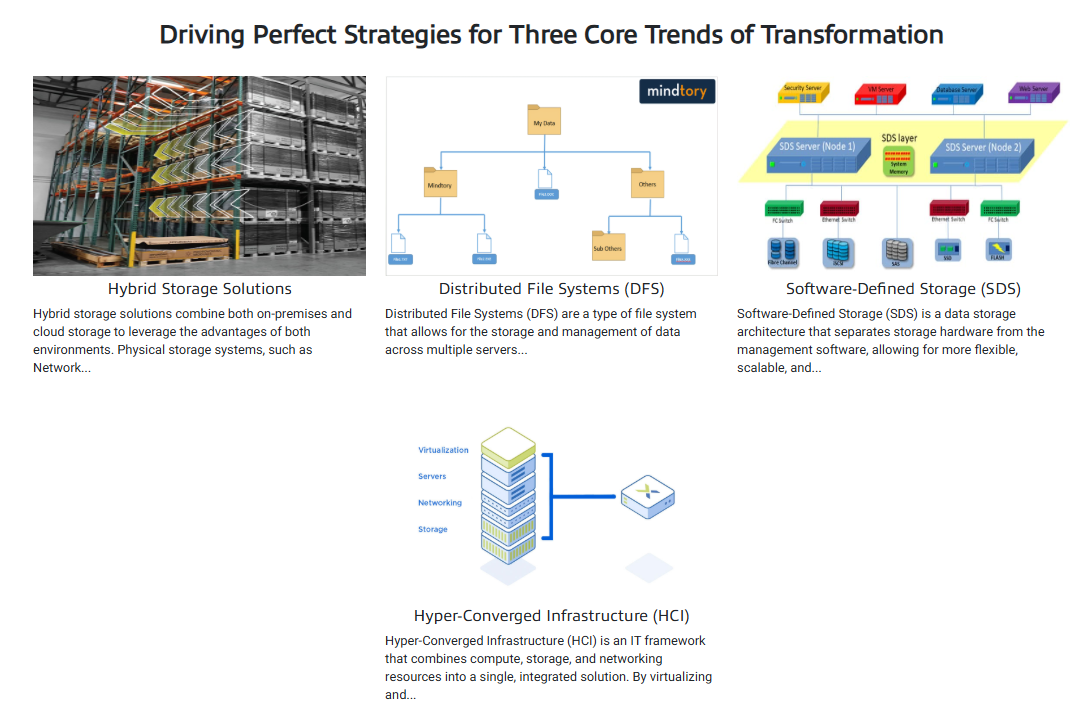 Driving Perfect Strategies for Three Core Trends of Transformation
mindtory
My Data
Mindtory
Others
Sub Others
Security Server
VM Server
Database Server
Web Server
SDS layer
SDS Server (Node 1)
System
Memory
SDS Server (Node 2)
FC Switch
Ethernet Switch
Ethernet Switch
FC Switch
Fibre Channel
iSCSI
SAS
SSD
FLASH
Hybrid Storage Solutions
Hybrid storage solutions combine both on-premises and
cloud storage to leverage the advantages of both
environments. Physical storage systems, such as
Network...
Distributed File Systems (DFS)
Distributed File Systems (DFS) are a type of file system
that allows for the storage and management of data
across multiple servers...
Software-Defined Storage (SDS)
Software-Defined Storage (SDS) is a data storage
architecture that separates storage hardware from the
management software, allowing for more flexible,
scalable, and...
Virtualization
Servers
Networking
Storage
Hyper-Converged Infrastructure (HCI)
Hyper-Converged Infrastructure (HCI) is an IT framework
that combines compute, storage, and networking
resources into a single, integrated solution. By virtualizing
and...